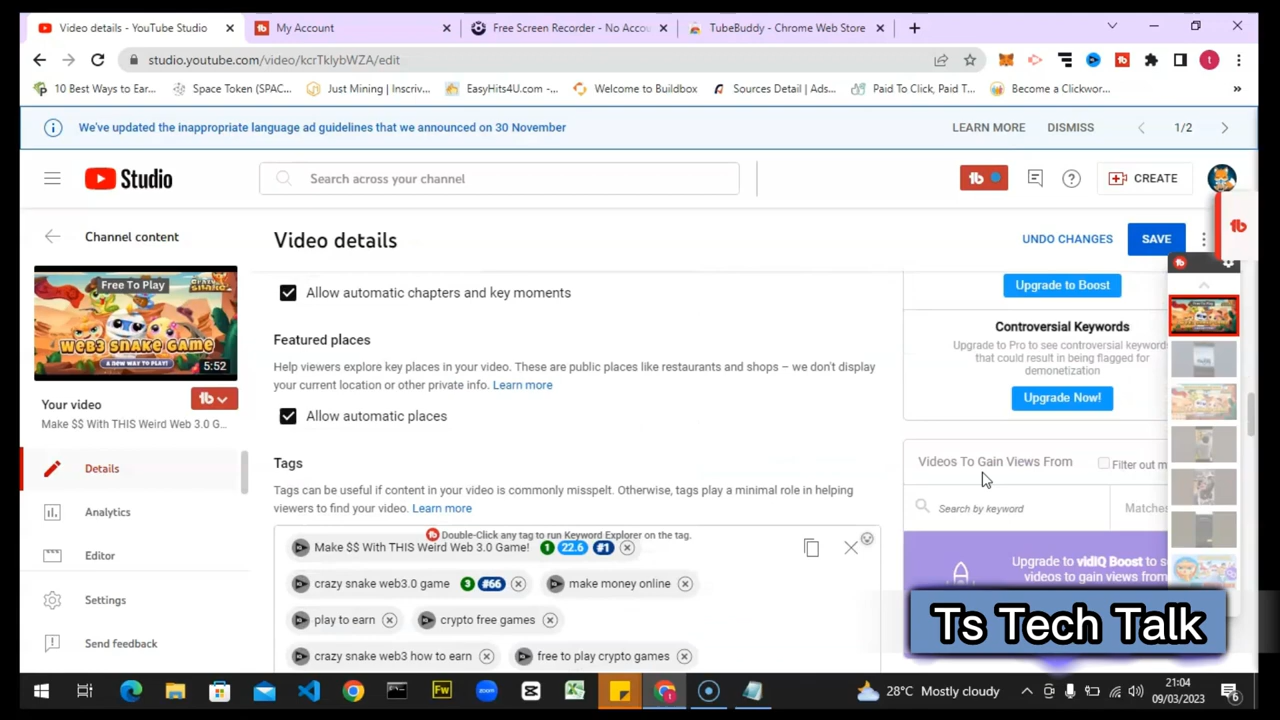 Video details - YouTube Studio
My Account
Free Screen Recorder - No Acco
TubeBuddy - Chrome Web Store
studio.youtube.com/video/kcrTklybWZA/edit
10 Best Ways to Ear...
Space Token (SPAC...
Just Mining | Inscriv...
EasyHits4U.com -...
Welcome to Buildbox
Sources Detail | Ads...
Paid To Click, Paid T...
Become a Clickwor...
We've updated the inappropriate language ad guidelines that we announced on 30 November
LEARN MORE
DISMISS
1/2
Studio
Search across your channel
CREATE
Channel content
Video details
UNDO CHANGES
SAVE
Free To Play
CRAZY SNAKE
WEB3 SNAKE GAME
A NEW WAY TO PLAY!
5:52
Your video
Make $$ With THIS Weird Web 3.0 G...
Details
Analytics
Editor
Settings
Send feedback
Allow automatic chapters and key moments
Featured places
Help viewers explore key places in your video. These are public places like restaurants and shops – we don't display
your current location or other private info. Learn more
Allow automatic places
Tags
Tags can be useful if content in your video is commonly misspelt. Otherwise, tags play a minimal role in helping
viewers to find your video. Learn more
Double-Click any tag to run Keyword Explorer on the tag.
Make $$ With THIS Weird Web 3.0 Game! 1 22.6 #1
crazy snake web3.0 game 3 #66
make money online
play to earn
crypto free games
crazy snake web3 how to earn
free to play crypto games
Upgrade to Boost
Controversial Keywords
Upgrade to Pro to see controversial keyword
that could result in being flagged for
demonetization
Upgrade Now!
Videos To Gain Views From
Filter out m
Search by keyword
Matches
Upgrade to vidIQ Boost to se
videos to gain views from
Ts Tech Talk
28°C Mostly cloudy
21:04
09/03/2023
6